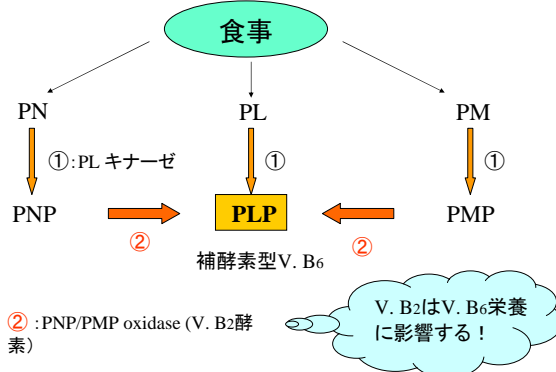 食事
PN PL PM
①:PL キナーゼ ① ①
PNP PLP PMP
② ②
補酵素型V. B6
V. B2はV. B6栄養
に影響する！
② :PNP/PMP oxidase (V. B2酵
素)